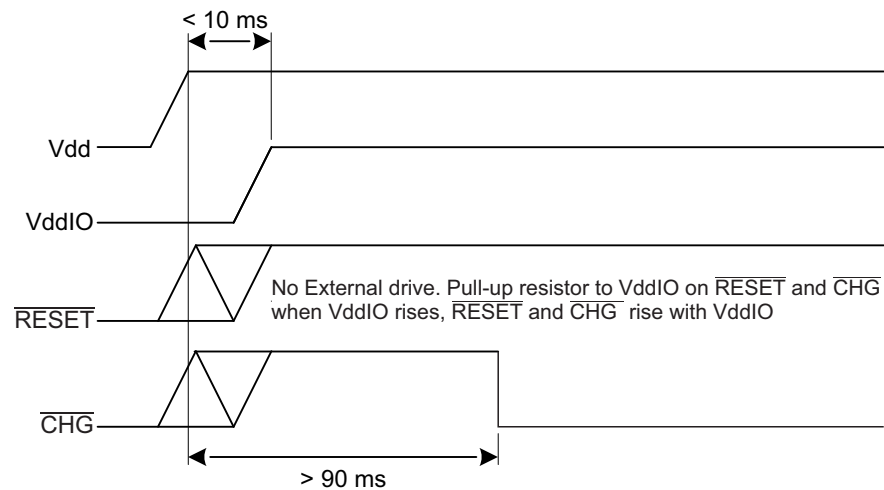 < 10 ms
Vdd
VddIO
No External drive. Pull-up resistor to VddIO on RESET and CHG
when VddIO rises, RESET and CHG rise with VddIO
RESET
CHG
> 90 ms